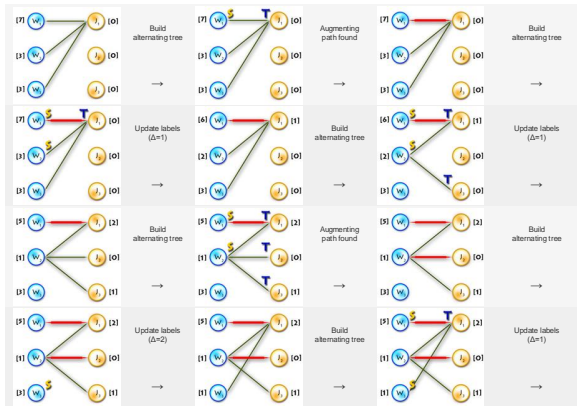 [7] W J [0] Build alternating tree [7] W S T J [0] Augmenting path found [7] W J [0] Build alternating tree
[3] W J [0] [3] W J [0] [3] W J [0]
[3] W J [0] → [3] W J [0] → [3] W J [0] →
[7] W S T J [0] Update labels (Δ=1) [6] W J [1] Build alternating tree [6] W S T J [1] Update labels (Δ=1)
[3] W S J [0] [2] W J [0] [2] W S J [0]
[3] W J [0] → [3] W J [0] → [3] W T J [0] →
[5] W J [2] Build alternating tree [5] W S T J [2] Augmenting path found [5] W J [2] Build alternating tree
[1] W J [0] [1] W S T J [0] [1] W J [0]
[3] W J [1] → [3] W T J [1] → [3] W J [1] →
[5] W J [2] Update labels (Δ=2) [5] W J [2] Build alternating tree [5] W S T J [2] Update labels (Δ=1)
[1] W J [0] [1] W J [0] [1] W J [0]
[3] W S J [1] → [1] W J [1] → [1] W S J [1] →